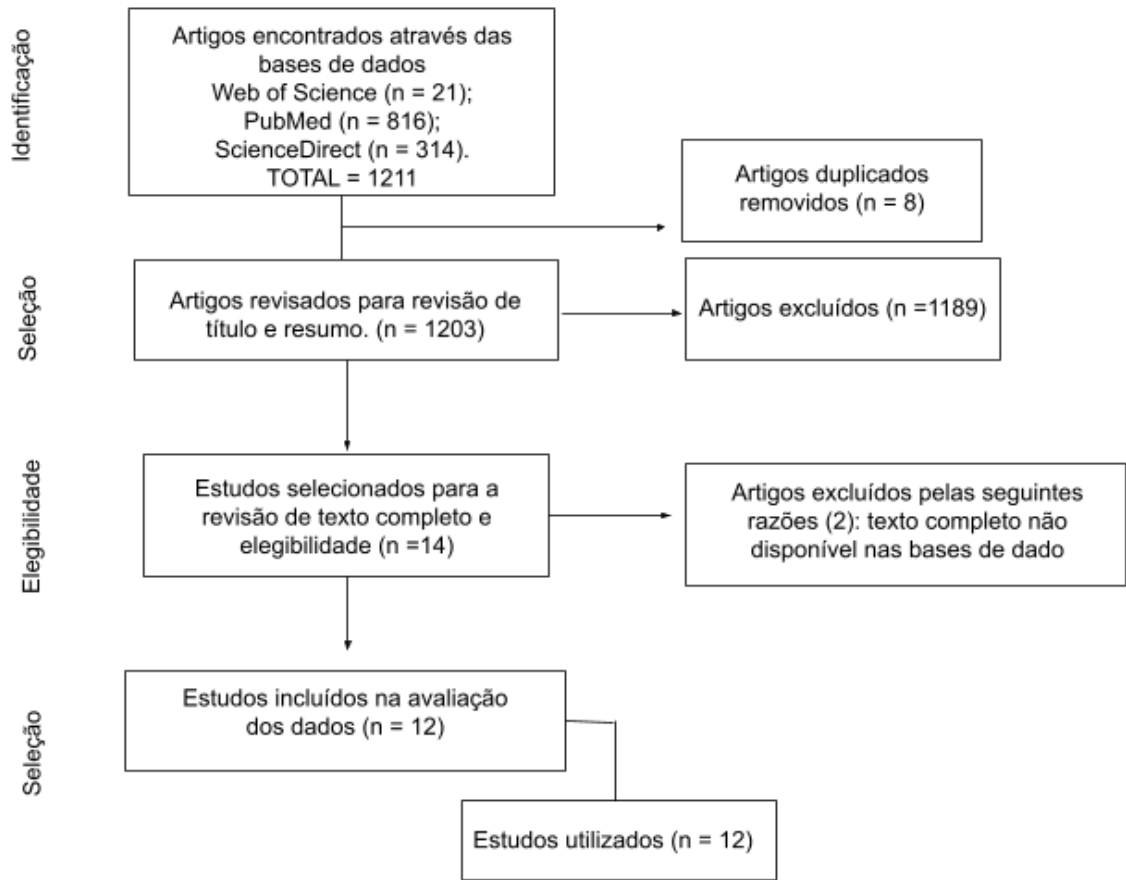 Identificação
Artigos encontrados através das
bases de dados
Web of Science (n = 21);
PubMed (n = 816);
ScienceDirect (n = 314).
TOTAL = 1211
Artigos duplicados
removidos (n = 8)
Seleção
Artigos revisados para revisão de
título e resumo. (n = 1203)
Artigos excluídos (n =1189)
Elegibilidade
Estudos selecionados para a
revisão de texto completo e
elegibilidade (n =14)
Artigos excluídos pelas seguintes
razões (2): texto completo não
disponível nas bases de dado
Seleção
Estudos incluídos na avaliação
dos dados (n = 12)
Estudos utilizados (n = 12)